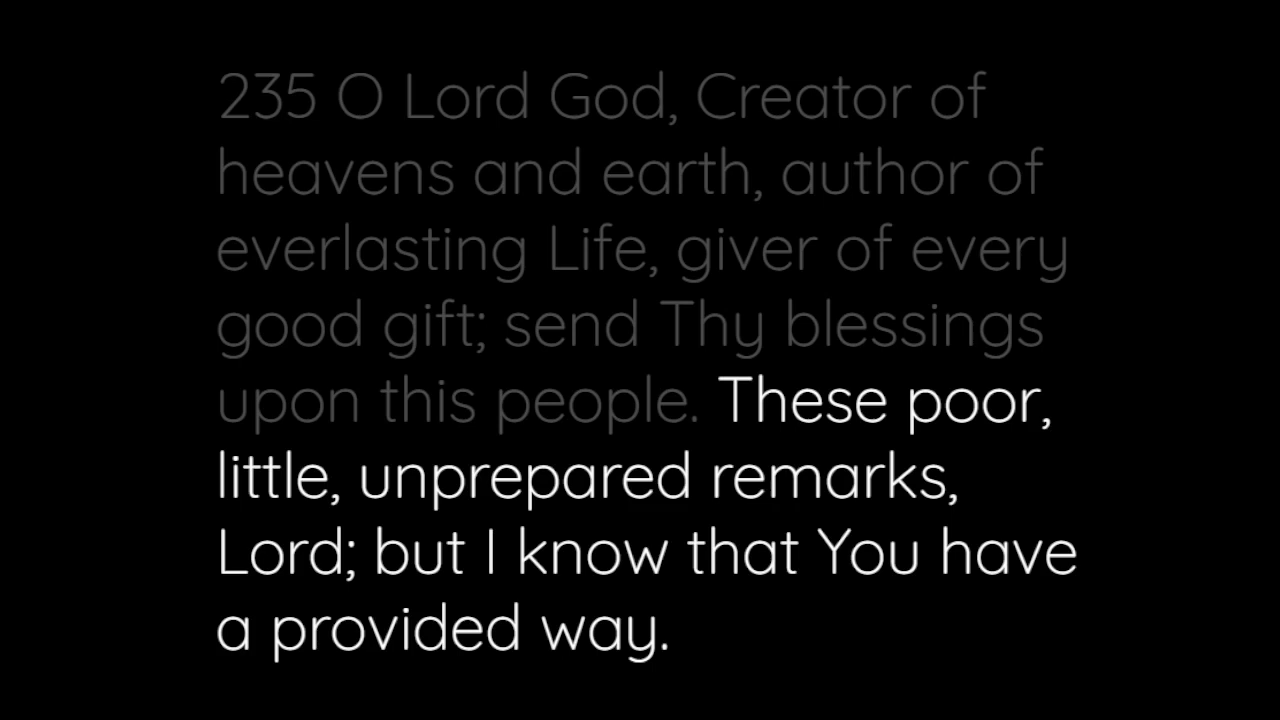 235 O Lord God, Creator of
heavens and earth, author of
everlasting Life, giver of every
good gift; send Thy blessings
upon this people. These poor,
little, unprepared remarks,
Lord; but I know that You have
a provided way.